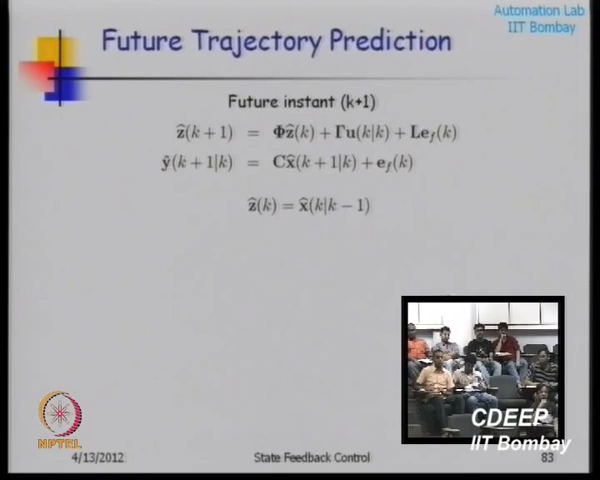 Automation Lab
IIT Bombay
Future Trajectory Prediction
Future instant (k+1)
ẑ(k + 1) = Φẑ(k) + Γu(k|k) + Le_f(k)
ŷ(k + 1|k) = Cx̂(k + 1|k) + e_f(k)
ẑ(k) = x̂(k|k − 1)
CDEEP
IIT Bombay
NPTEL
4/13/2012
State Feedback Control
83